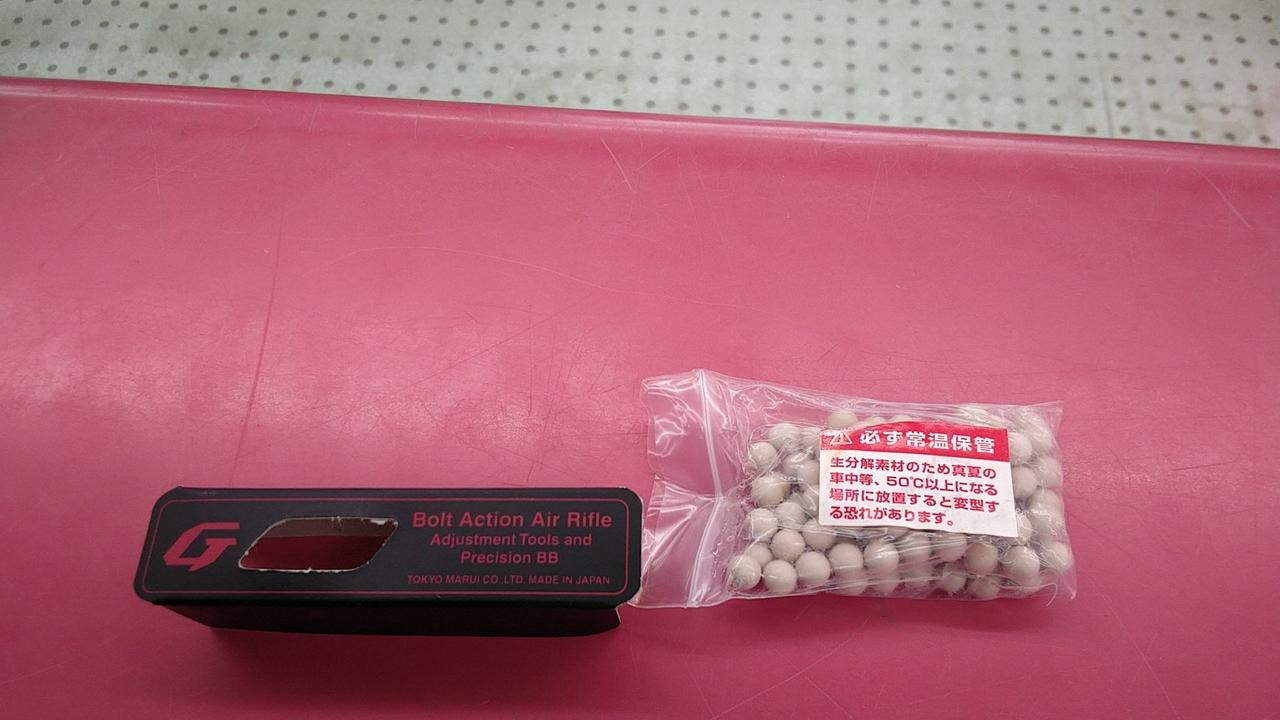 G
Bolt Action Air Rifle
Adjustment Tools and
Precision BB
TOKYO MARUI CO.,LTD. MADE IN JAPAN
必ず常温保管
生分解素材のため真夏の
車中等、50℃以上になる
場所に放置すると変型す
る恐れがあります。